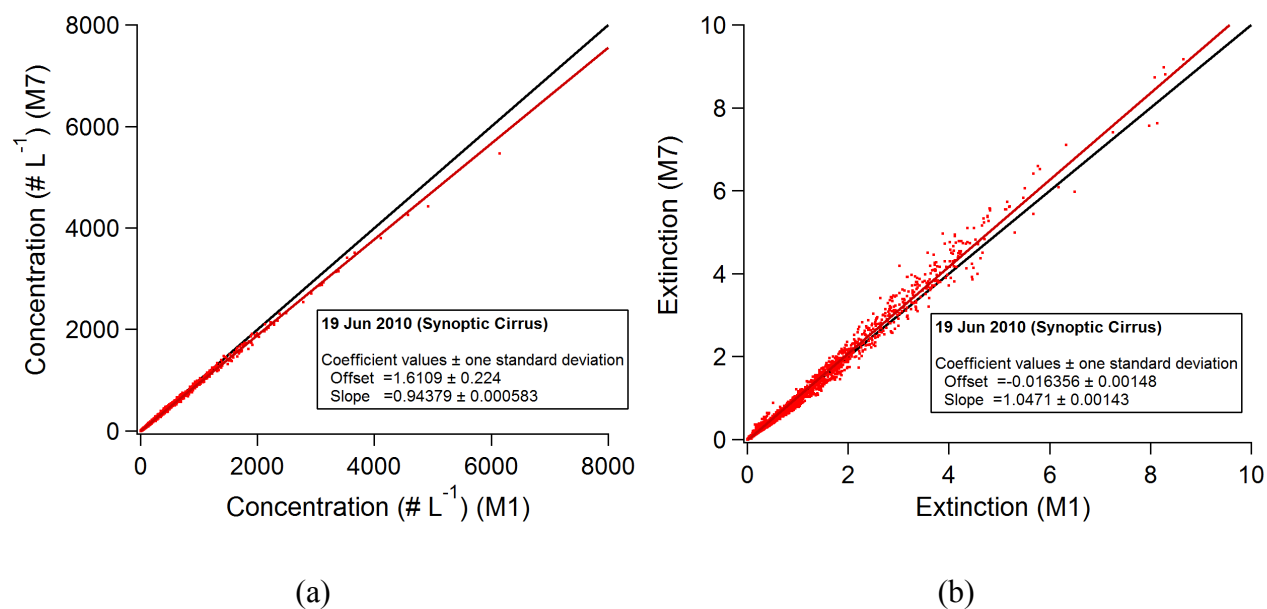 8000
6000
4000
2000
0
Concentration (# L⁻¹) (M7)
19 Jun 2010 (Synoptic Cirrus)
Coefficient values ± one standard deviation
Offset =1.6109 ± 0.224
Slope =0.94379 ± 0.000583
0 2000 4000 6000 8000
Concentration (# L⁻¹) (M1)
(a)
10
8
6
4
2
0
Extinction (M7)
19 Jun 2010 (Synoptic Cirrus)
Coefficient values ± one standard deviation
Offset =-0.016356 ± 0.00148
Slope =1.0471 ± 0.00143
0 2 4 6 8 10
Extinction (M1)
(b)